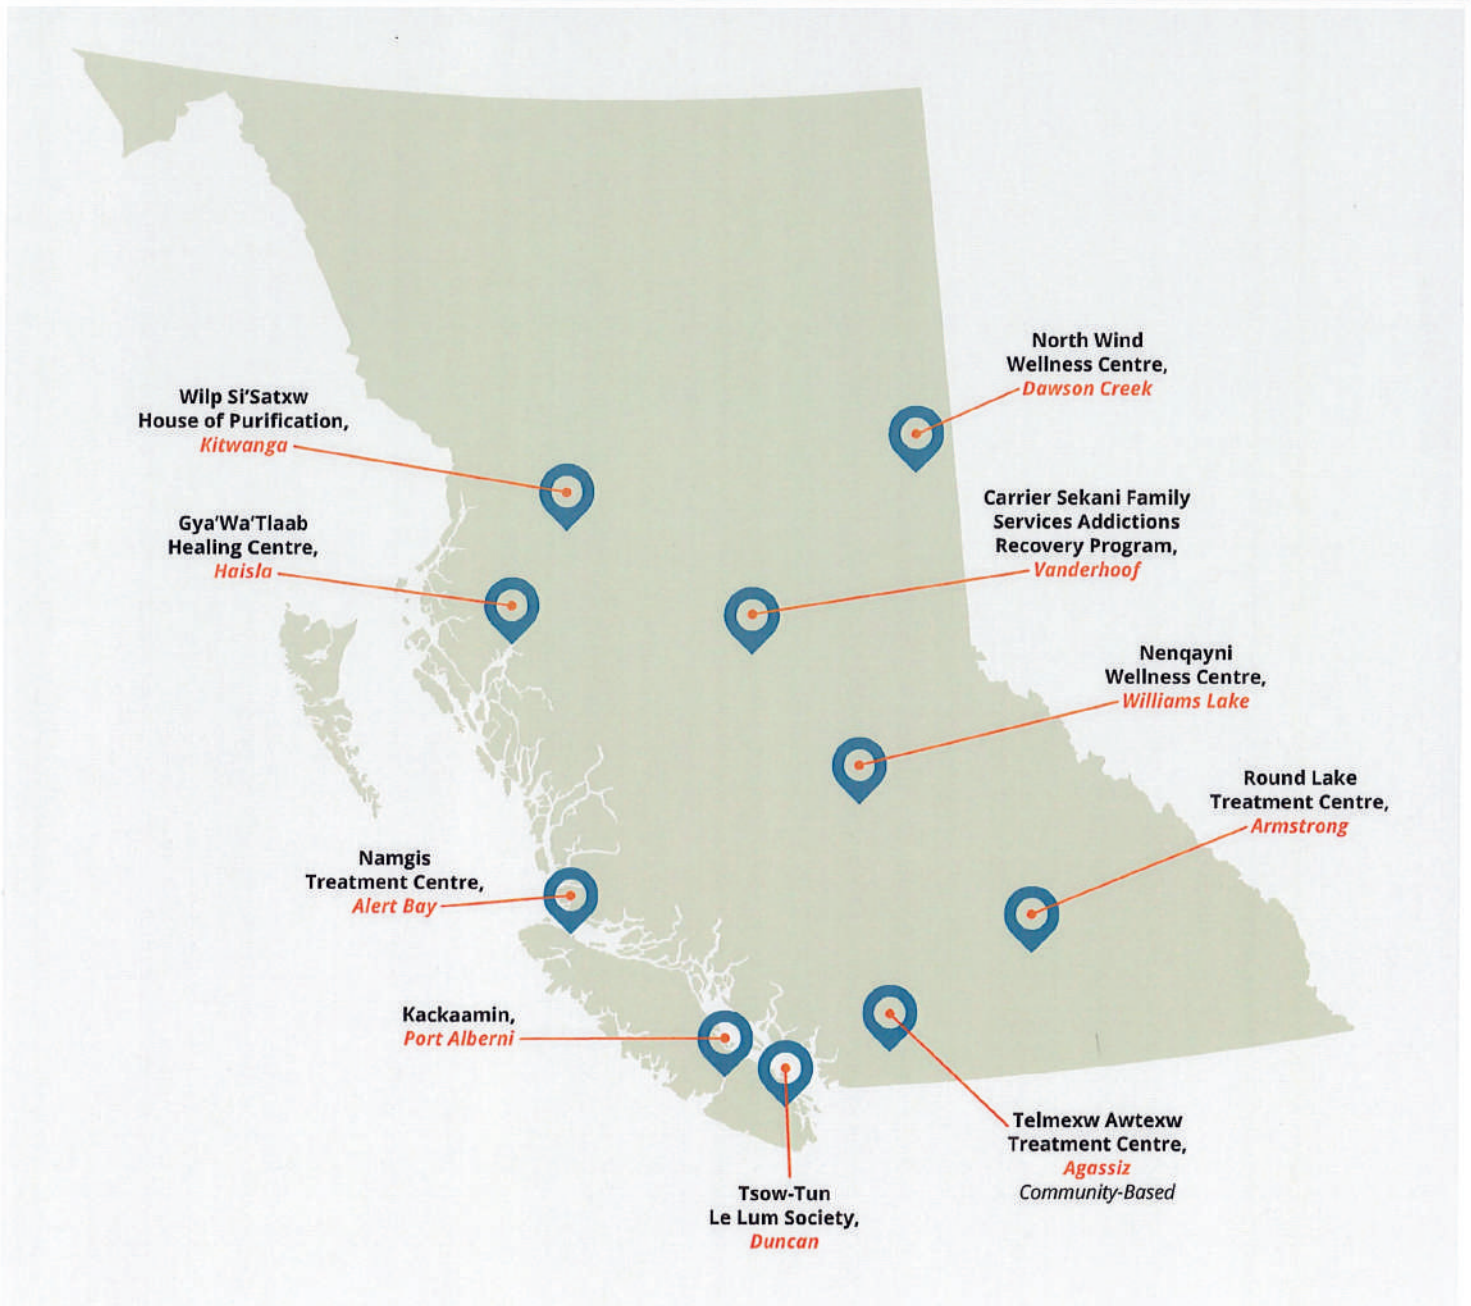 North Wind
Wellness Centre,
Dawson Creek
Wilp Si'Satxw
House of Purification,
Kitwanga
Carrier Sekani Family
Services Addictions
Recovery Program,
Vanderhoof
Gya'Wa'Tlaab
Healing Centre,
Haisla
Nenqayni
Wellness Centre,
Williams Lake
Round Lake
Treatment Centre,
Armstrong
Namgis
Treatment Centre,
Alert Bay
Kackaamin,
Port Alberni
Telmexw Awtexw
Treatment Centre,
Agassiz
Community-Based
Tsow-Tun
Le Lum Society,
Duncan